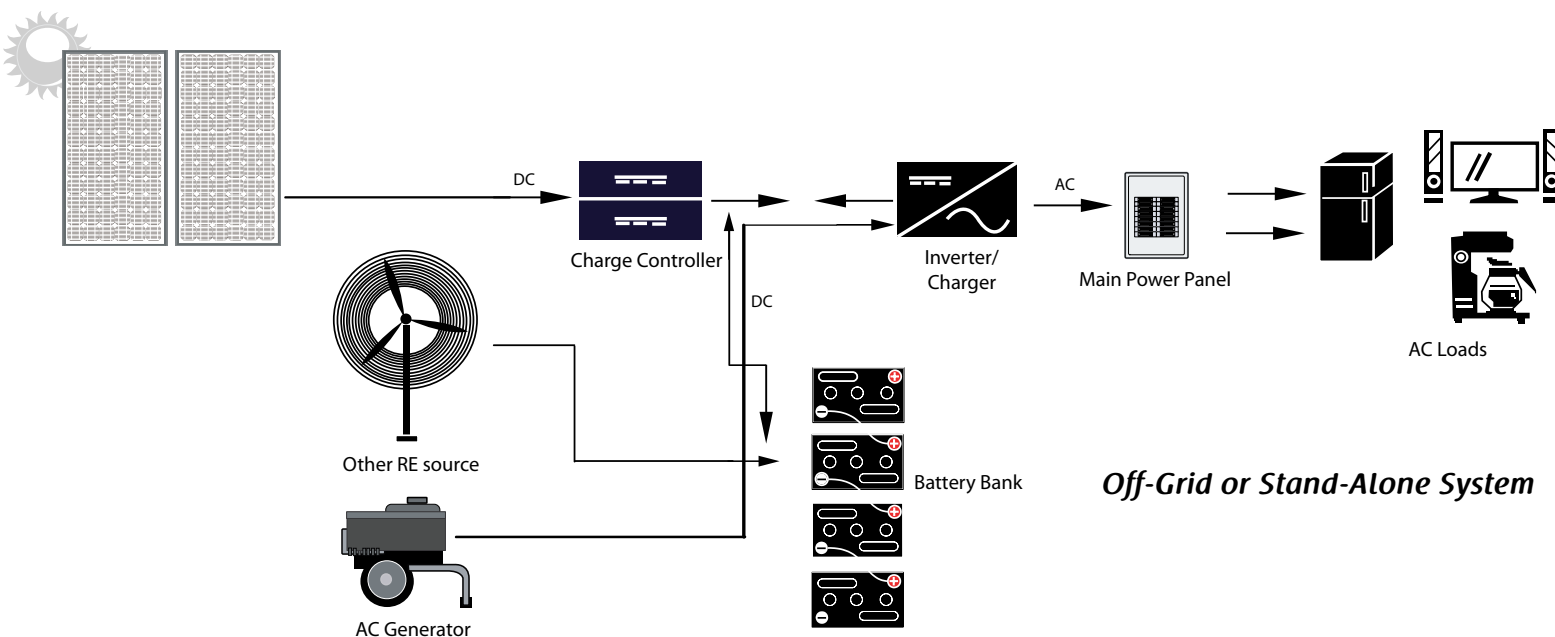 DC
AC
Charge Controller
Inverter/
Charger
Main Power Panel
DC
AC Loads
Other RE source
Battery Bank
Off-Grid or Stand-Alone System
AC Generator